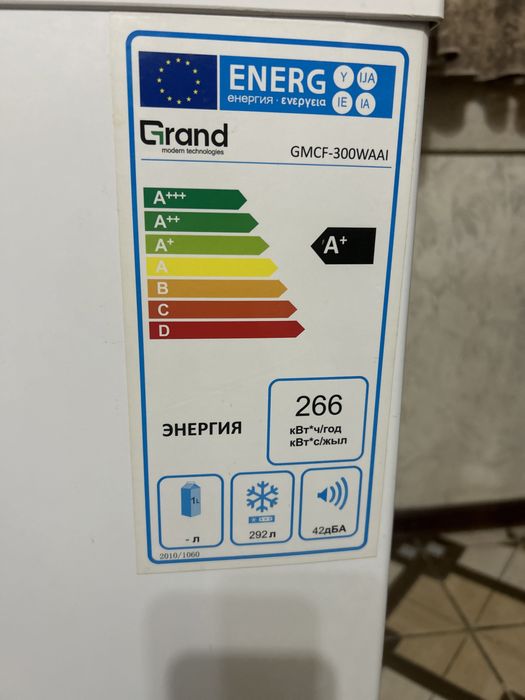 ENERG Y IJA
енергия · ενεργεια IE IA
Grand
modern technologies
GMCF-300WAAI
A+++
A++
A+
A
B
C
D
A+
ЭНЕРГИЯ
266
кВт*ч/год
кВт*с/жыл
1L
- л
292 л
42дБА
2010/1060